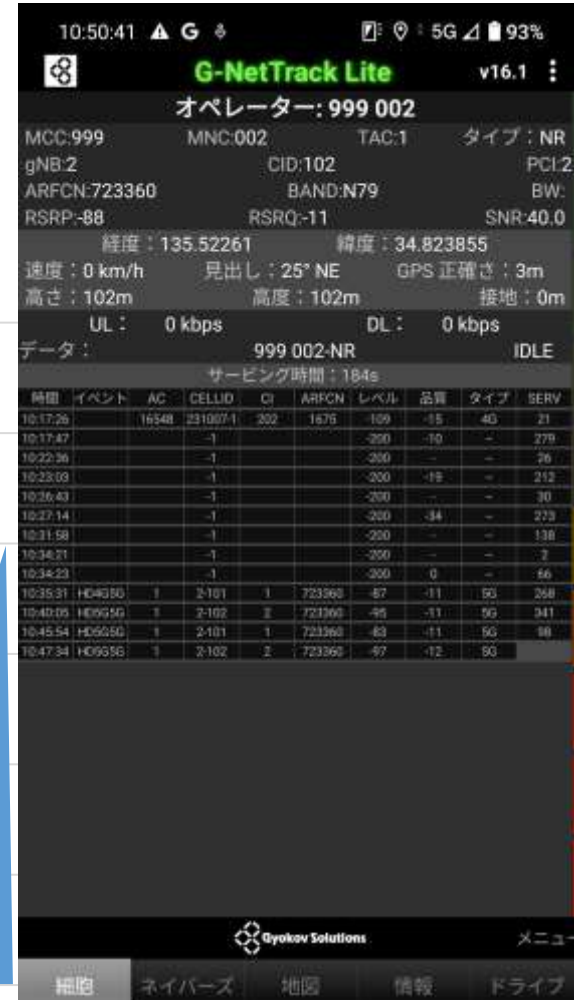 10:50:41 G 5G 93%
G-NetTrack Lite v16.1
オペレーター: 999 002
MCC:999 MNC:002 TAC:1 タイプ：NR
gNB:2 CID:102 PCI:2
ARFCN:723360 BAND:N79 BW:
RSRP:-88 RSRQ:-11 SNR:40.0
経度：135.52261 緯度：34.823855
速度：0 km/h 見出し：25° NE GPS 正確さ：3m
高さ：102m 高度：102m 接地：0m
UL： 0 kbps DL： 0 kbps
データ： 999 002-NR IDLE
サービング時間：184s
時間 イベント AC CELLID CI ARFCN レベル 品質 タイプ SERV
10:17:26 16548 231007-1 202 1675 -109 -15 4G 21
10:17:47 -1 -200 -10 - 279
10:22:36 -1 -200 - - 26
10:23:03 -1 -200 -19 - 212
10:26:43 -1 -200 - - 30
10:27:14 -1 -200 -34 - 273
10:31:58 -1 -200 - - 138
10:34:21 -1 -200 - - 2
10:34:23 -1 -200 0 - 66
10:35:31 HO4G5G 1 2-101 1 723360 -87 -11 5G 268
10:40:05 HO5G5G 1 2-102 2 723360 -95 -11 5G 341
10:45:54 HO5G5G 1 2-101 1 723360 -83 -11 5G 98
10:47:34 HO5G5G 1 2-102 2 723360 -97 -12 5G
Gyokov Solutions メニュー
細胞 ネイバーズ 地図 情報 ドライブ